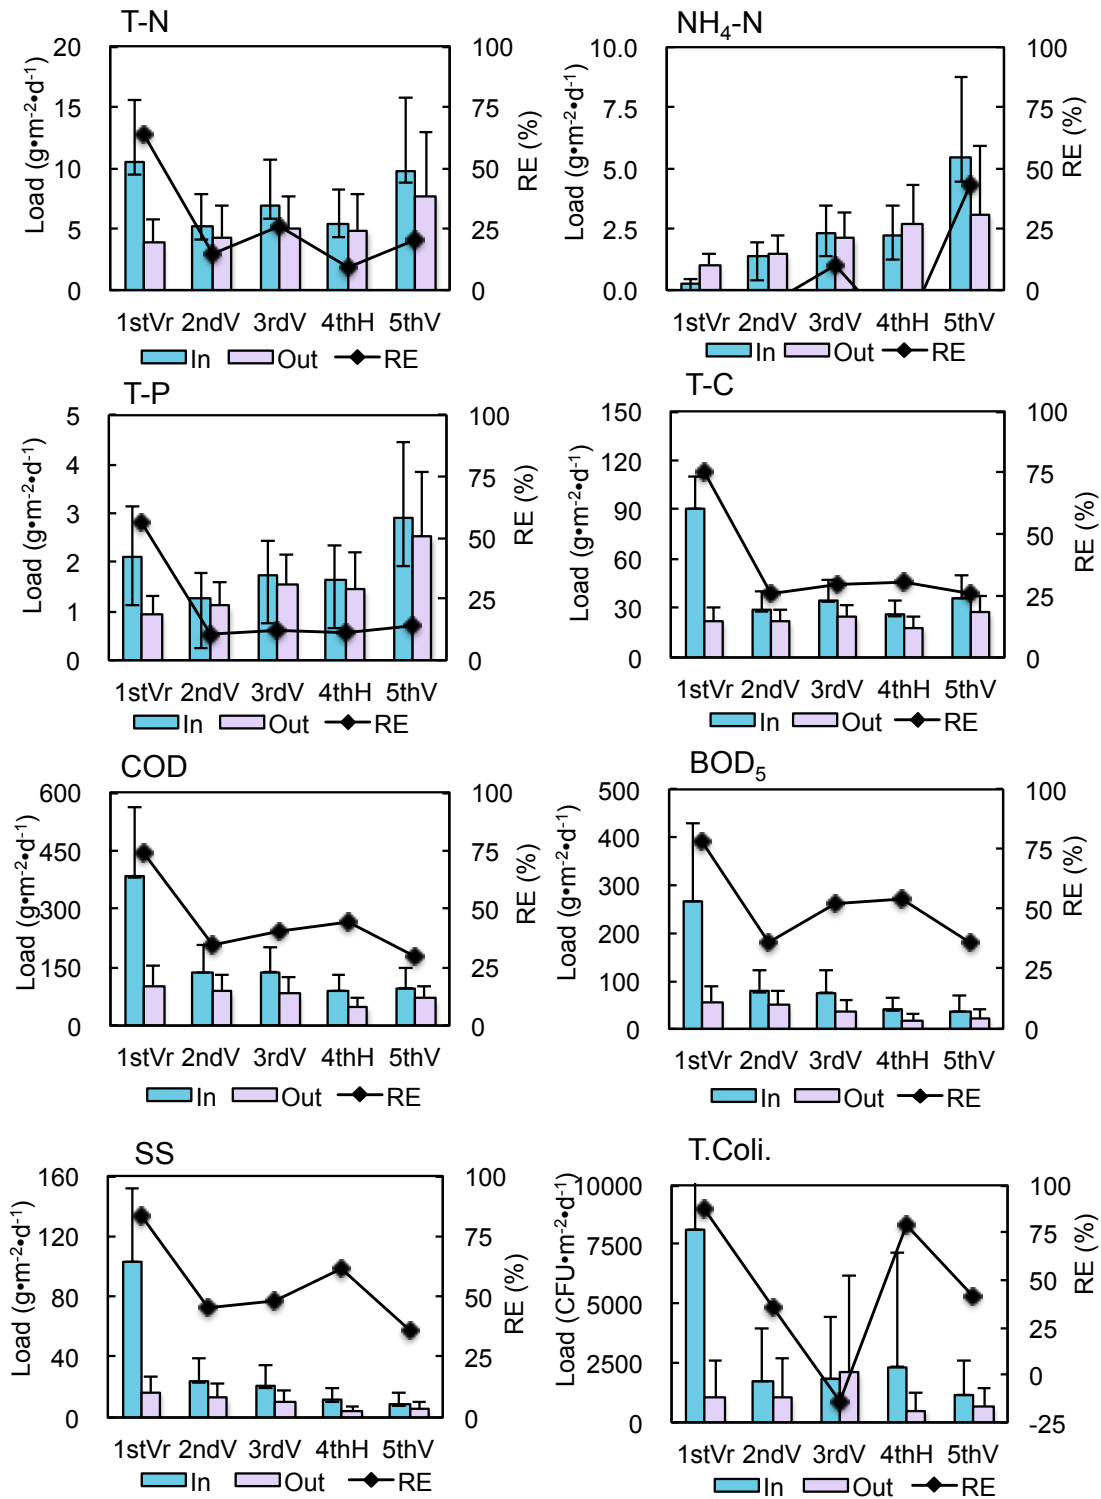 T-N
Load (g•m-2•d-1)
20
15
10
5
0
100
75
50
25
0
RE (%)
1stVr 2ndV 3rdV 4thH 5thV
In Out RE
NH4-N
Load (g•m-2•d-1)
10.0
7.5
5.0
2.5
0.0
100
75
50
25
0
RE (%)
1stVr 2ndV 3rdV 4thH 5thV
In Out RE
T-P
Load (g•m-2•d-1)
5
4
3
2
1
0
100
75
50
25
0
RE (%)
1stVr 2ndV 3rdV 4thH 5thV
In Out RE
T-C
Load (g•m-2•d-1)
150
120
90
60
30
0
100
75
50
25
0
RE (%)
1stVr 2ndV 3rdV 4thH 5thV
In Out RE
COD
Load (g•m-2•d-1)
600
450
300
150
0
100
75
50
25
0
RE (%)
1stVr 2ndV 3rdV 4thH 5thV
In Out RE
BOD5
Load (g•m-2•d-1)
500
400
300
200
100
0
100
75
50
25
0
RE (%)
1stVr 2ndV 3rdV 4thH 5thV
In Out RE
SS
Load (g•m-2•d-1)
160
120
80
40
0
100
75
50
25
0
RE (%)
1stVr 2ndV 3rdV 4thH 5thV
In Out RE
T.Coli.
Load (CFU•m-2•d-1)
10000
7500
5000
2500
0
100
75
50
25
0
-25
RE (%)
1stVr 2ndV 3rdV 4thH 5thV
In Out RE